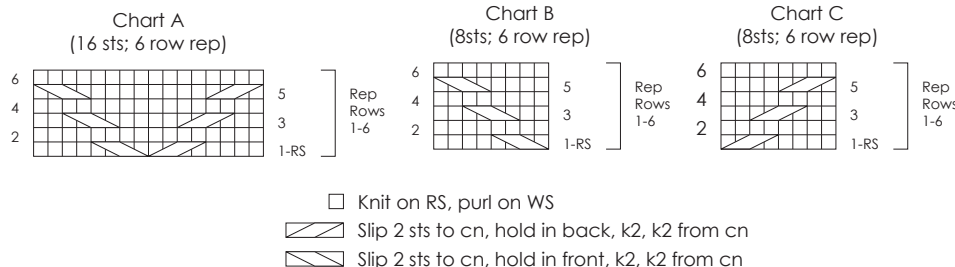 Chart A
(16 sts; 6 row rep)
6
5
4
3
2
1-RS
Rep
Rows
1-6
Chart B
(8sts; 6 row rep)
6
5
4
3
2
1-RS
Rep
Rows
1-6
Chart C
(8sts; 6 row rep)
6
5
4
3
2
1-RS
Rep
Rows
1-6
Knit on RS, purl on WS
Slip 2 sts to cn, hold in back, k2, k2 from cn
Slip 2 sts to cn, hold in front, k2, k2 from cn